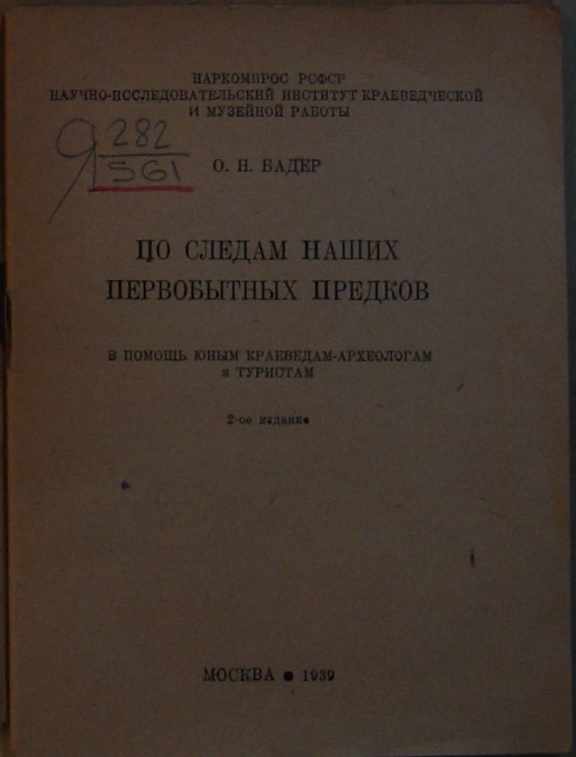 НАРКОМПРОС РСФСР
НАУЧНО-ИССЛЕДОВАТЕЛЬСКИЙ ИНСТИТУТ КРАЕВЕДЧЕСКОЙ
И МУЗЕЙНОЙ РАБОТЫ
282
561
О. Н. БАДЕР
ПО СЛЕДАМ НАШИХ
ПЕРВОБЫТНЫХ ПРЕДКОВ
В ПОМОЩЬ ЮНЫМ КРАЕВЕДАМ-АРХЕОЛОГАМ
и ТУРИСТАМ
2-ое издание
МОСКВА ● 1939